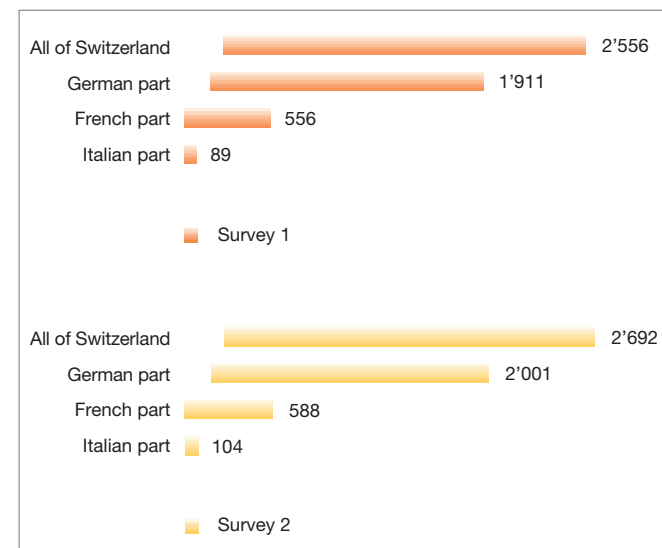 All of Switzerland 2’556
German part 1’911
French part 556
Italian part 89
Survey 1
All of Switzerland 2’692
German part 2’001
French part 588
Italian part 104
Survey 2